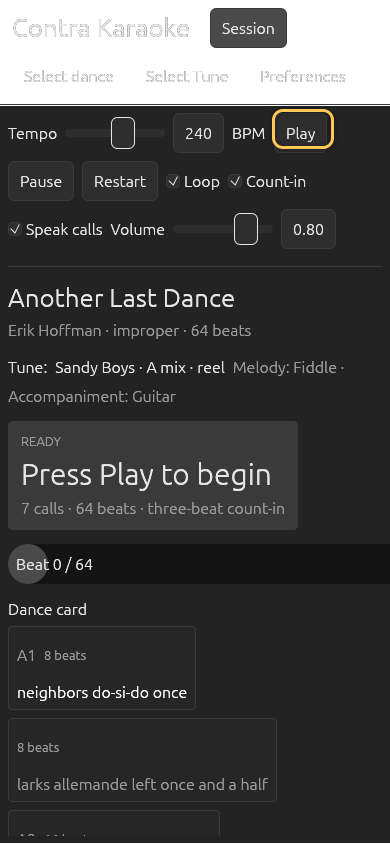 Contra Karaoke Session
Select dance Select Tune Preferences
Tempo 240 BPM Play
Pause Restart Loop Count-in
Speak calls Volume 0.80
Another Last Dance
Erik Hoffman · improper · 64 beats
Tune: Sandy Boys · A mix · reel Melody: Fiddle ·
Accompaniment: Guitar
READY
Press Play to begin
7 calls · 64 beats · three-beat count-in
Beat 0 / 64
Dance card
A1 8 beats
neighbors do-si-do once
8 beats
larks allemande left once and a half